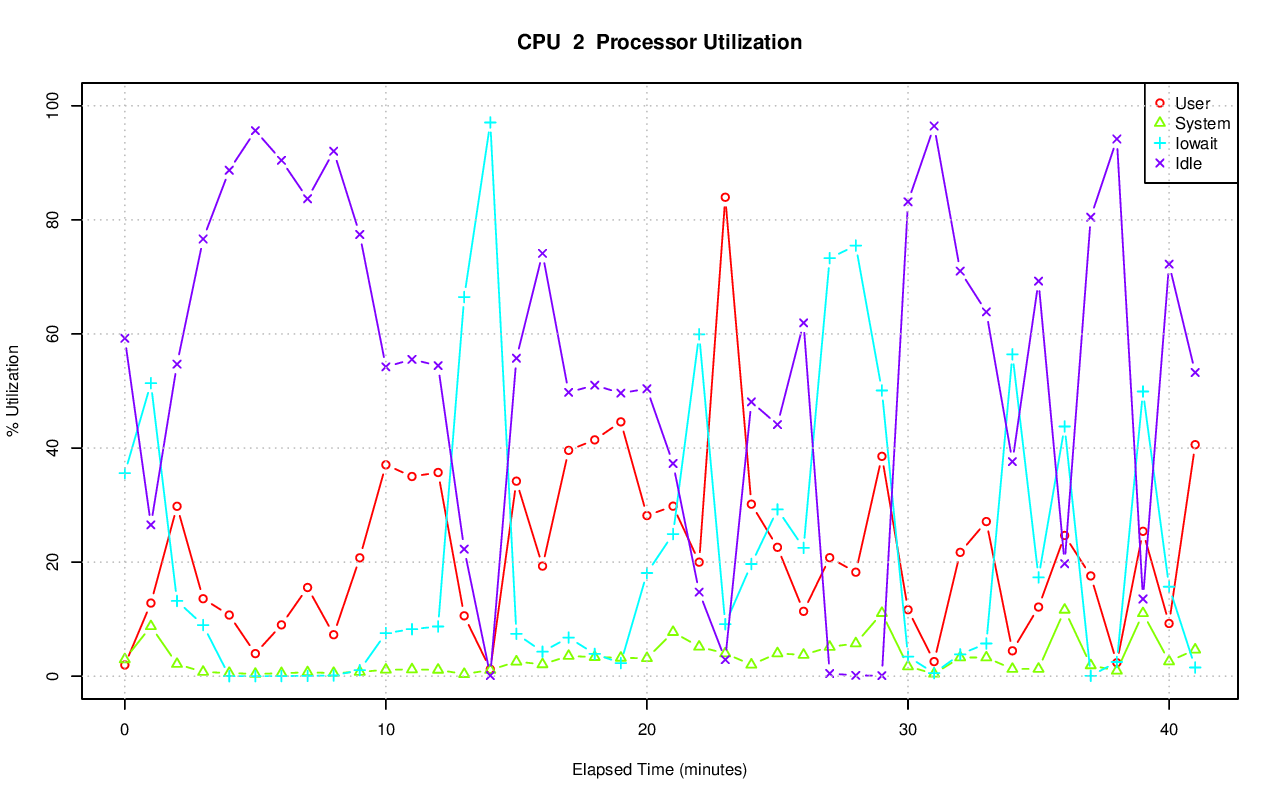 CPU  2  Processor Utilization
% Utilization
100
80
60
40
20
0
User
System
Iowait
Idle
0 10 20 30 40
Elapsed Time (minutes)